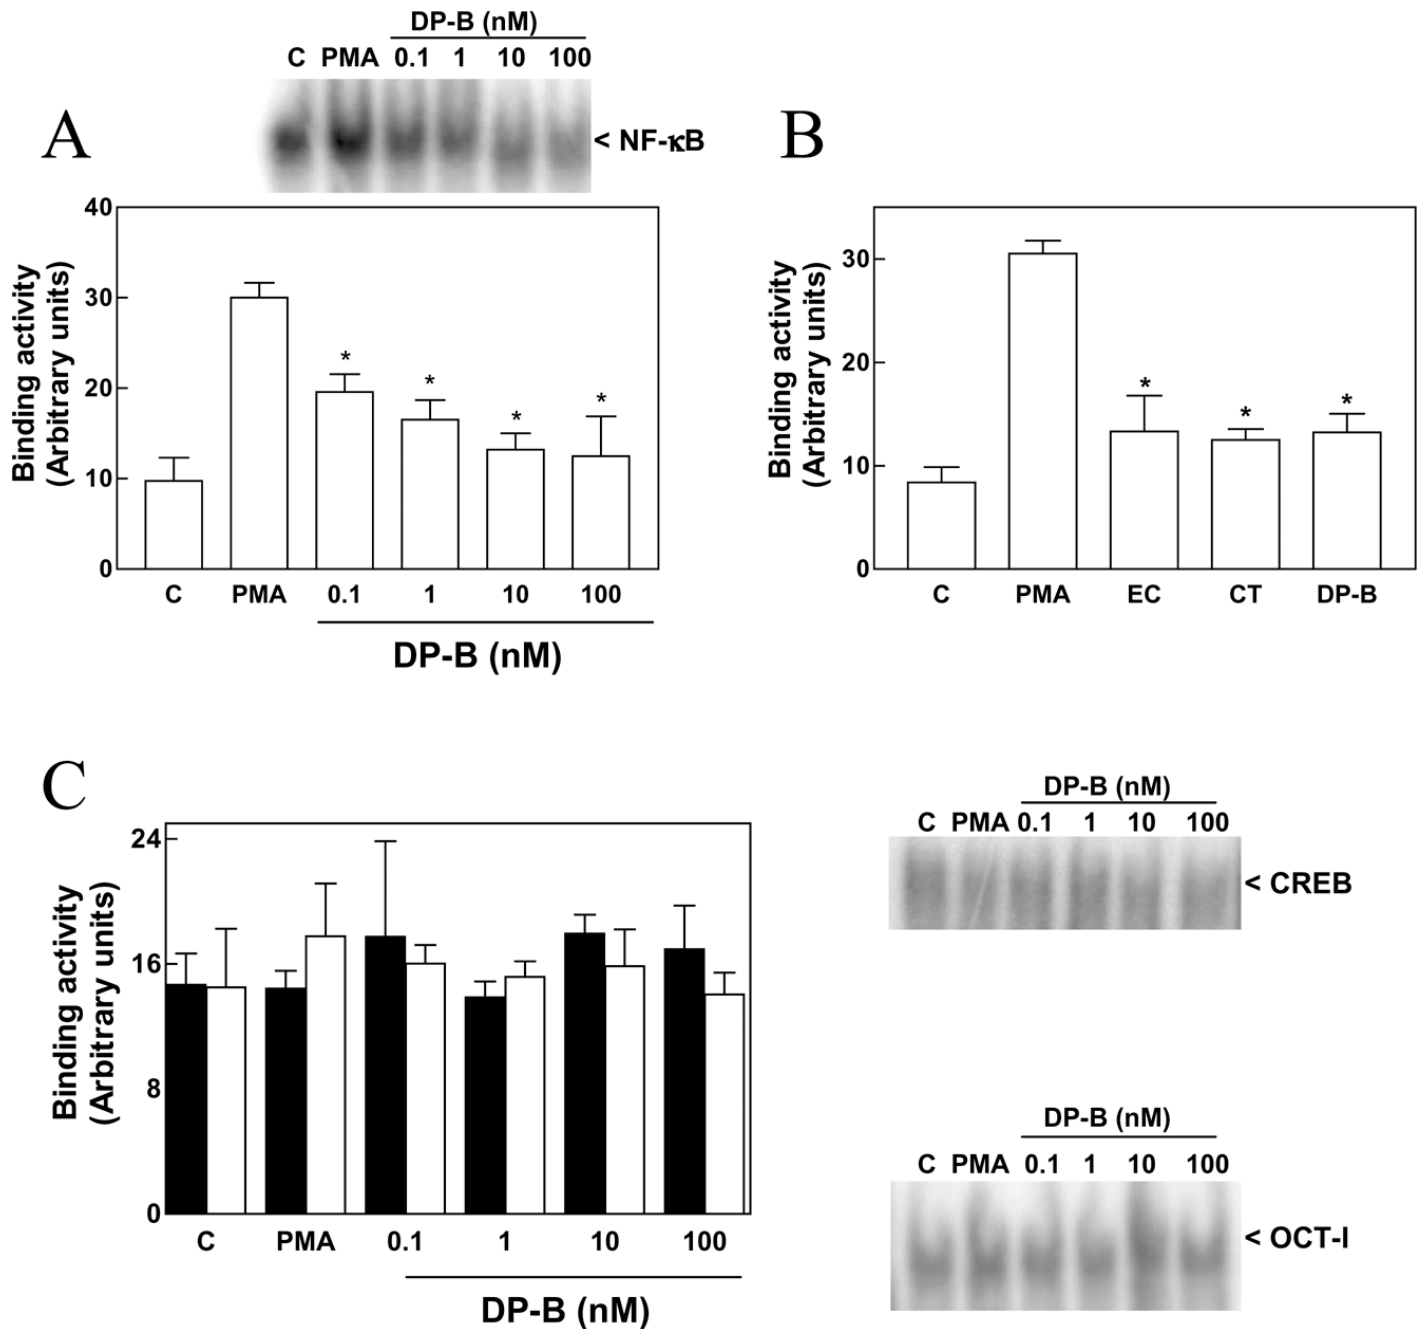 DP-B (nM)
C PMA 0.1 1 10 100
A
< NF-κB
40
30
20
10
0
Binding activity
(Arbitrary units)
* * * *
C PMA 0.1 1 10 100
DP-B (nM)
B
30
20
10
0
Binding activity
(Arbitrary units)
* * *
C PMA EC CT DP-B
C
24
16
8
0
Binding activity
(Arbitrary units)
C PMA 0.1 1 10 100
DP-B (nM)
DP-B (nM)
C PMA 0.1 1 10 100
< CREB
DP-B (nM)
C PMA 0.1 1 10 100
< OCT-I